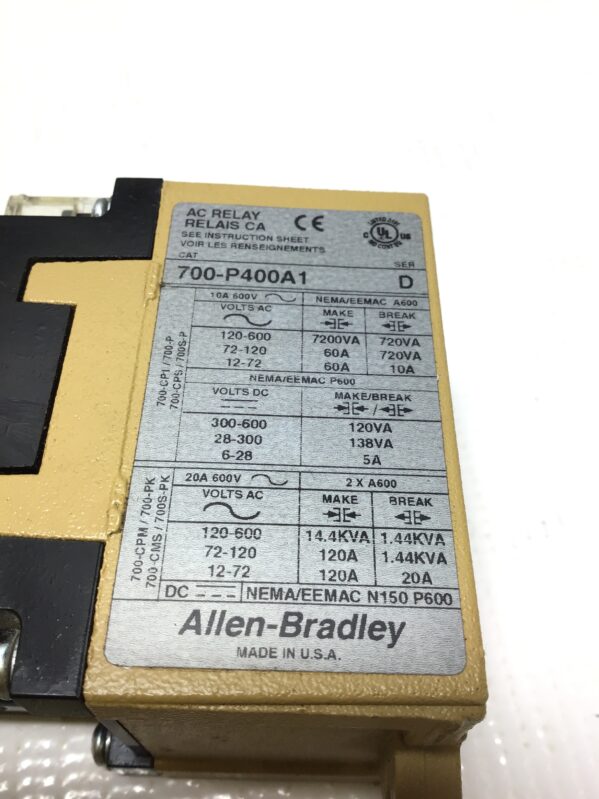 AC RELAY
RELAIS CA
CE
SEE INSTRUCTION SHEET
VOIR LES RENSEIGNEMENTS
C UL US
CAT SER
700-P400A1 D
700-CP1 / 700-P
700-CPS / 700S-P
10A 600V NEMA/EEMAC A600
VOLTS AC MAKE BREAK
120-600 7200VA 720VA
72-120 60A 720VA
12-72 60A 10A
NEMA/EEMAC P600
VOLTS DC MAKE/BREAK
/
300-600 120VA
28-300 138VA
6-28 5A
700-CPM / 700-PK
700-CMS / 700S-PK
20A 600V 2 X A600
VOLTS AC MAKE BREAK
120-600 14.4KVA 1.44KVA
72-120 120A 1.44KVA
12-72 120A 20A
DC NEMA/EEMAC N150 P600
Allen-Bradley
MADE IN U.S.A.